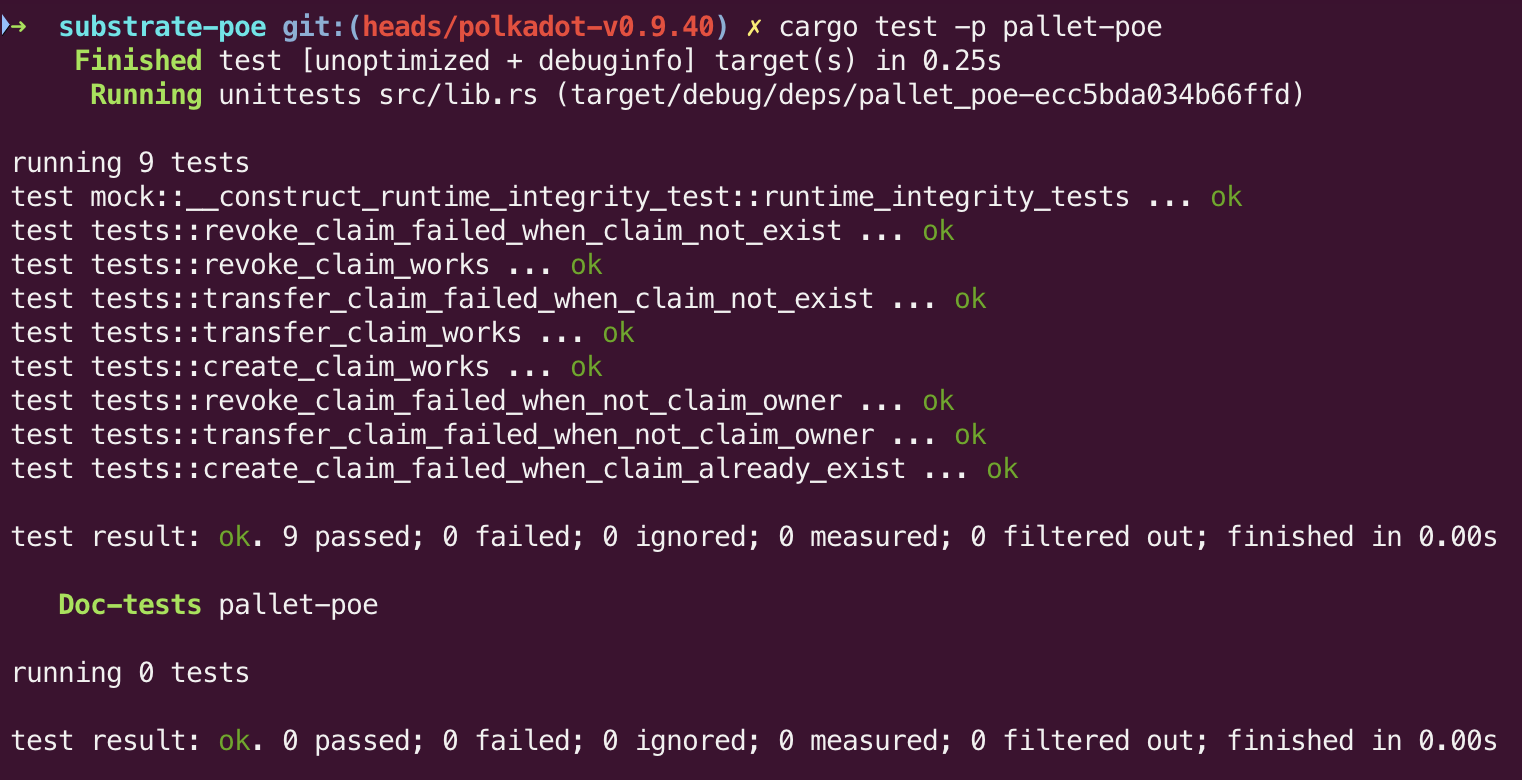 ➜ substrate-poe git:(heads/polkadot-v0.9.40) ✗ cargo test -p pallet-poe
Finished test [unoptimized + debuginfo] target(s) in 0.25s
Running unittests src/lib.rs (target/debug/deps/pallet_poe-ecc5bda034b66ffd)
running 9 tests
test mock::__construct_runtime_integrity_test::runtime_integrity_tests ... ok
test tests::revoke_claim_failed_when_claim_not_exist ... ok
test tests::revoke_claim_works ... ok
test tests::transfer_claim_failed_when_claim_not_exist ... ok
test tests::transfer_claim_works ... ok
test tests::create_claim_works ... ok
test tests::revoke_claim_failed_when_not_claim_owner ... ok
test tests::transfer_claim_failed_when_not_claim_owner ... ok
test tests::create_claim_failed_when_claim_already_exist ... ok
test result: ok. 9 passed; 0 failed; 0 ignored; 0 measured; 0 filtered out; finished in 0.00s
Doc-tests pallet-poe
running 0 tests
test result: ok. 0 passed; 0 failed; 0 ignored; 0 measured; 0 filtered out; finished in 0.00s